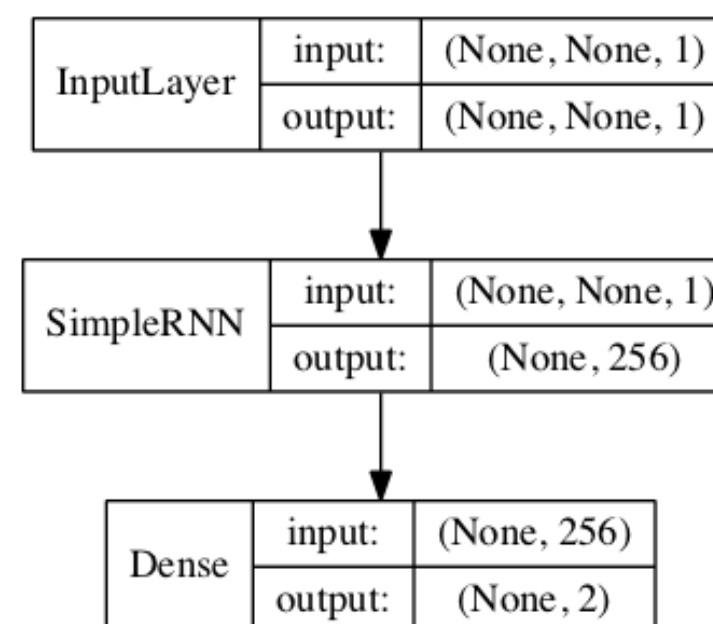 InputLayer
input: (None, None, 1)
output: (None, None, 1)
SimpleRNN
input: (None, None, 1)
output: (None, 256)
Dense
input: (None, 256)
output: (None, 2)